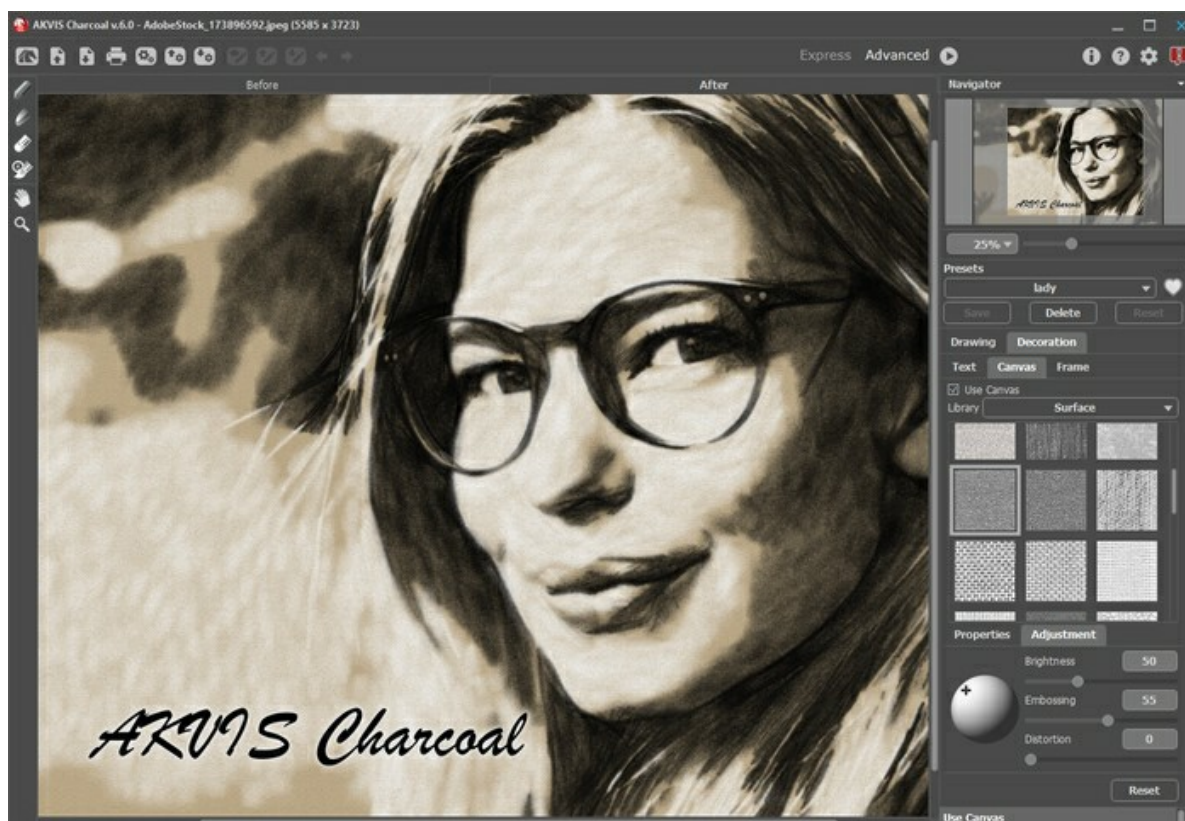 AKVIS Charcoal v.6.0 - AdobeStock_173896592.jpeg (5585 x 3723)
Express Advanced
Before After
Navigator
AKVIS Charcoal
25%
Presets
lady
Save Delete Reset
Drawing Decoration
Text Canvas Frame
Use Canvas
Library Surface
Properties Adjustment
Brightness 50
Embossing 55
Distortion 0
Reset
Use Canvas
AKVIS Charcoal